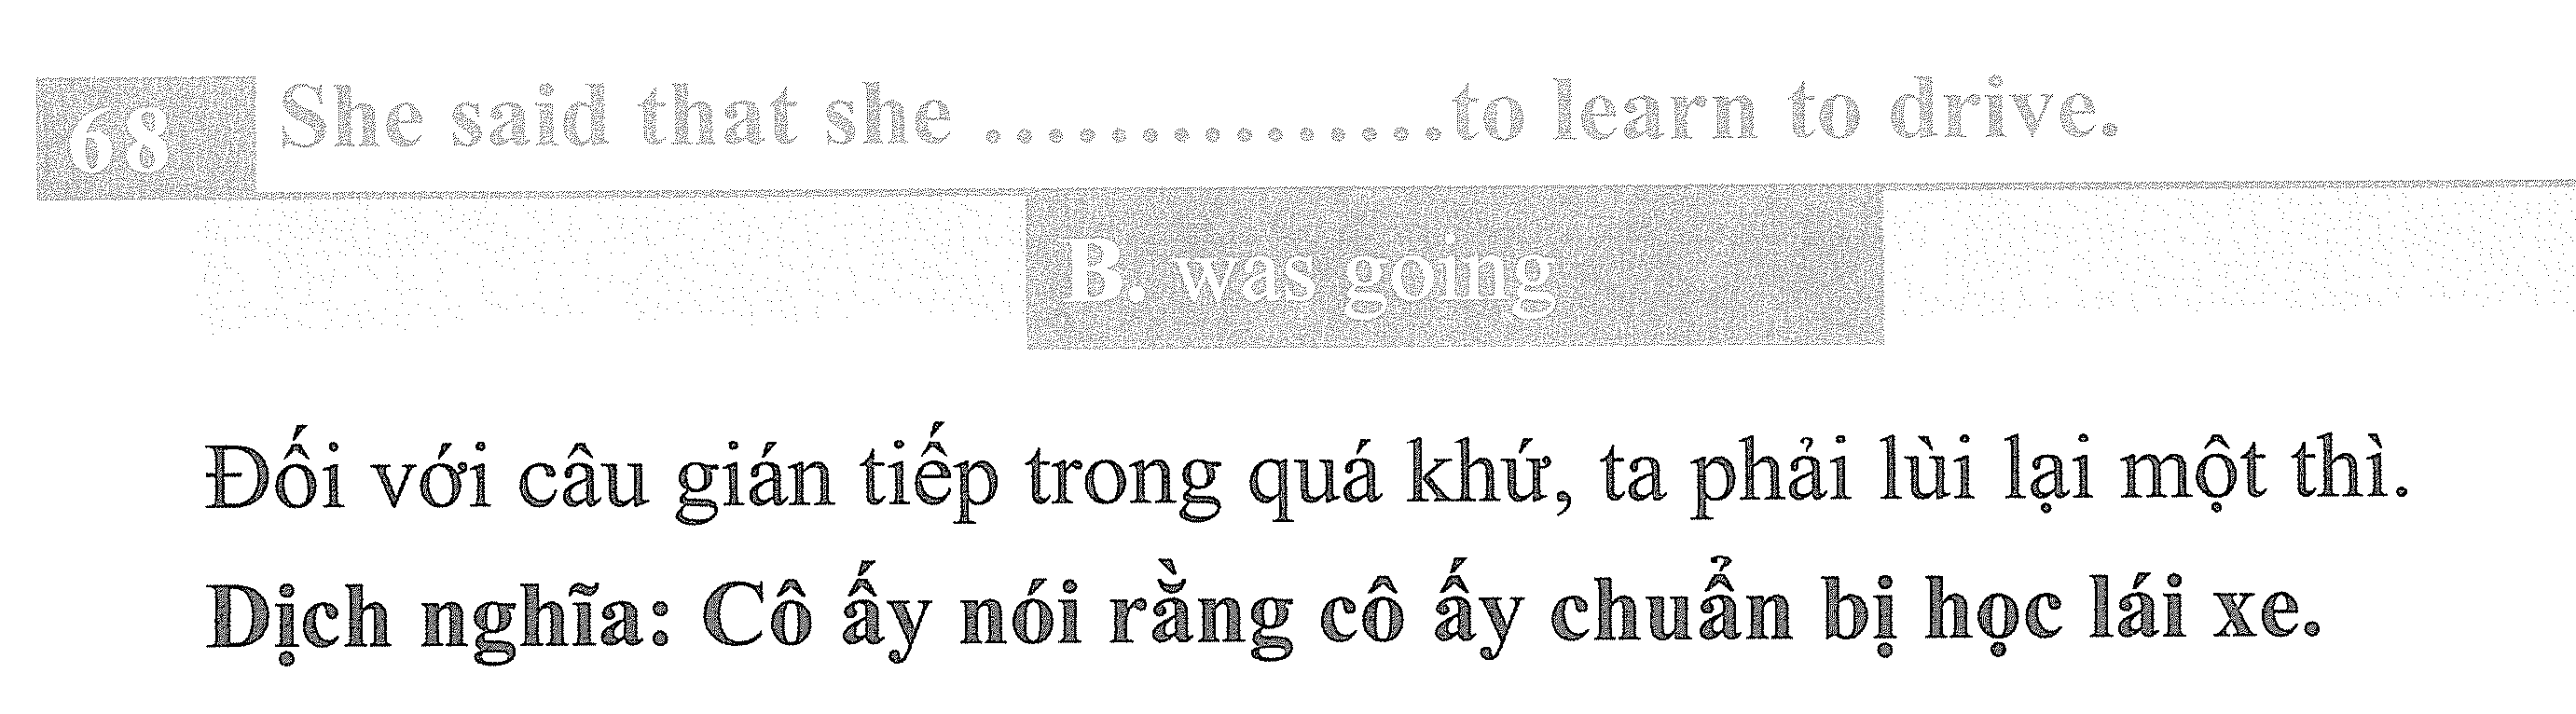 68 She said that she ...............to learn to drive.
B. was going
Đối với câu gián tiếp trong quá khứ, ta phải lùi lại một thì.
Dịch nghĩa: Cô ấy nói rằng cô ấy chuẩn bị học lái xe.